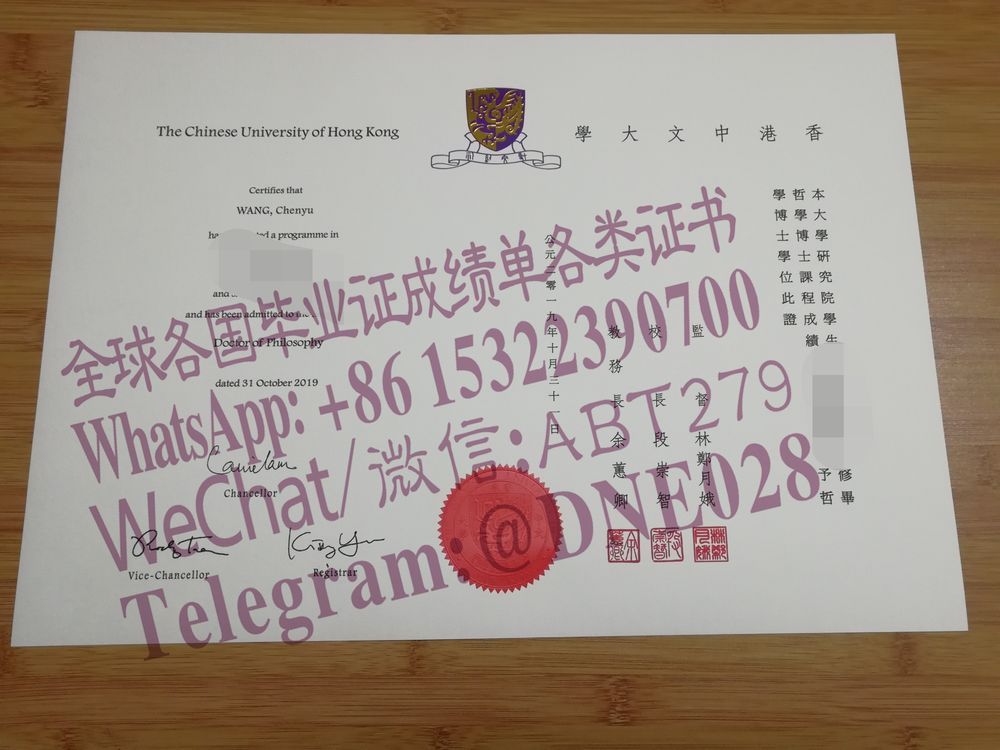 The Chinese University of Hong Kong
香港中文大學
Certifies that
WANG, Chenyu
a programme in
and has been admitted to
Doctor of Philosophy
dated 31 October 2019
Chancellor
Vice-Chancellor
Registrar
本大學研究院學生 修畢
哲學博士課程成績 予哲
學博士學位此證
監督林鄭月娥
校長段崇智
教務長余蕙卿
公元二零一九年十月三十一日
全球各国毕业证成绩单各类证书
WhatsApp: +86 15322390700
WeChat/微信:ABT279
Telegram:@DNE028